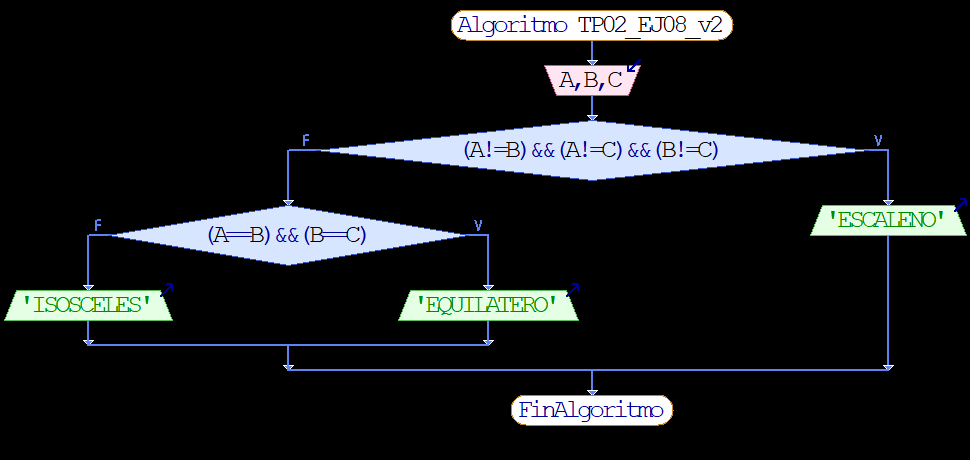 Algoritmo TP02_EJ08_v2
A,B,C
F
V
(A!=B)&&(A!=C)&&(B!=C)
'ESCALENO'
F
V
(A==B)&&(B==C)
'ISOSCELES'
'EQUILATERO'
FinAlgoritmo